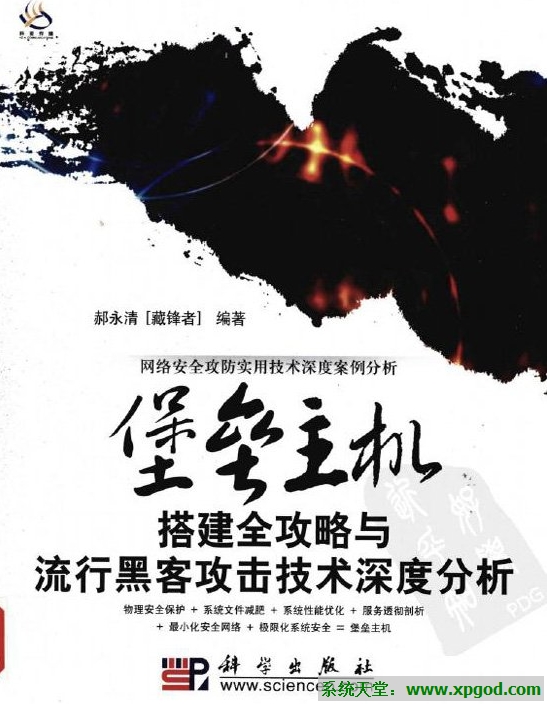 科星传媒
郝永清 [藏锋者] 编著
网络安全攻防实用技术深度案例分析
堡垒主机
搭建全攻略与
流行黑客攻击技术深度分析
物理安全保护 + 系统文件减肥 + 系统性能优化 + 服务透彻剖析
+ 最小化安全网络 + 极限化系统安全 = 堡垒主机
PDG
科学出版社
www.science
系统天堂: www.xpgod.com